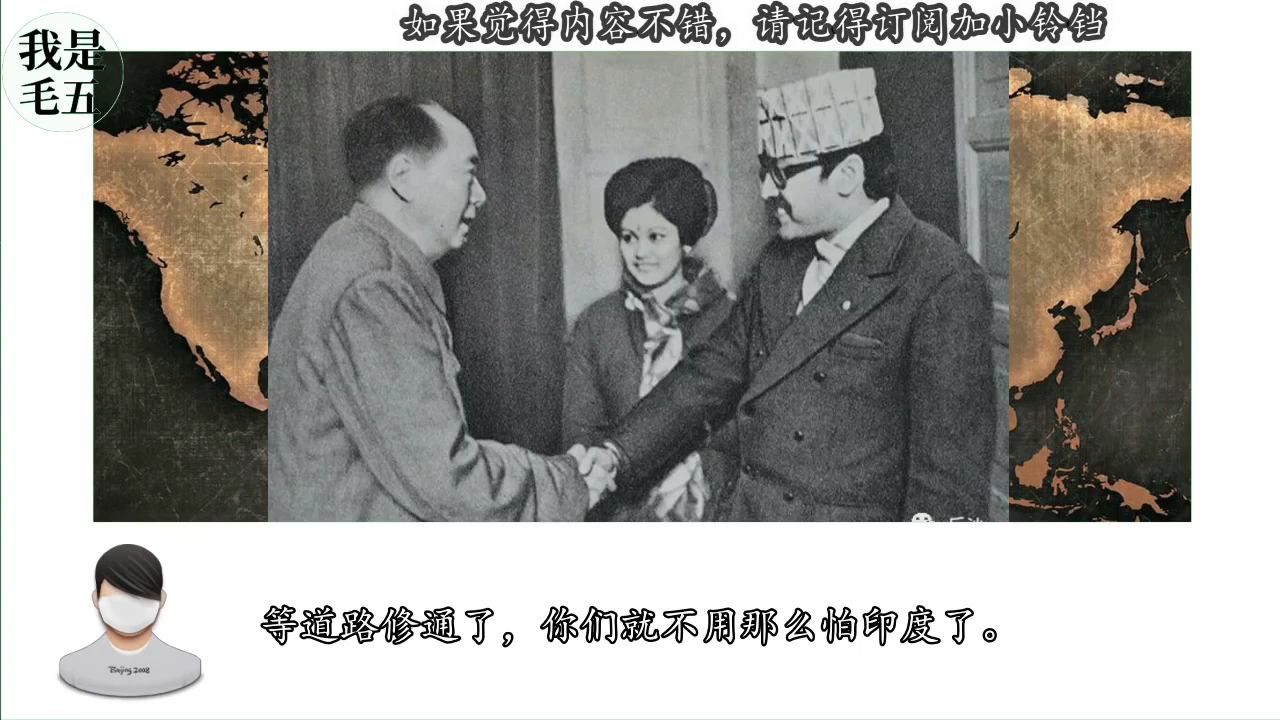 如果觉得内容不错，请记得订阅加小铃铛
我是
毛五
Beijing 2008
等道路修通了，你们就不用那么怕印度了。